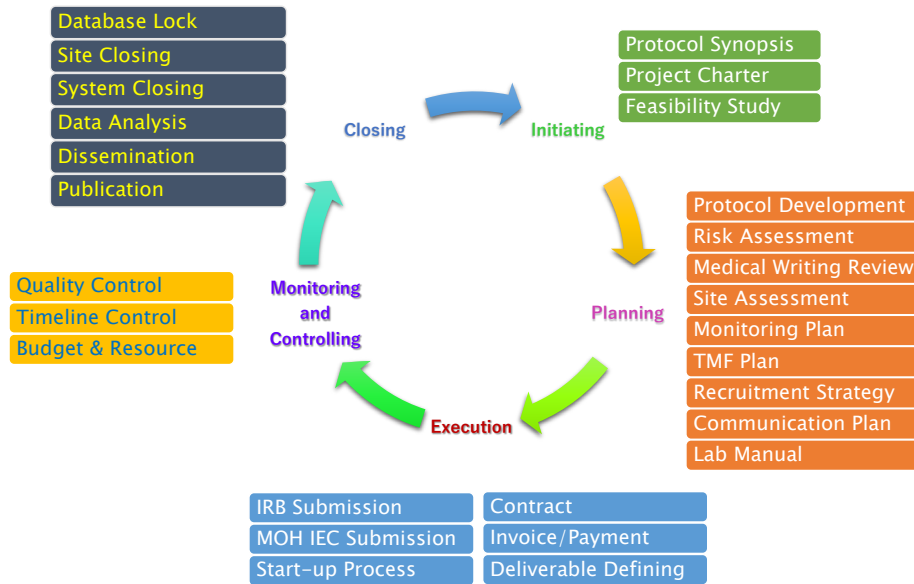 Database Lock
Site Closing
System Closing
Data Analysis
Dissemination
Publication
Closing
Initiating
Protocol Synopsis
Project Charter
Feasibility Study
Protocol Development
Risk Assessment
Medical Writing Review
Site Assessment
Monitoring Plan
TMF Plan
Recruitment Strategy
Communication Plan
Lab Manual
Planning
Quality Control
Timeline Control
Budget & Resource
Monitoring
and
Controlling
Execution
IRB Submission
MOH IEC Submission
Start-up Process
Contract
Invoice/Payment
Deliverable Defining